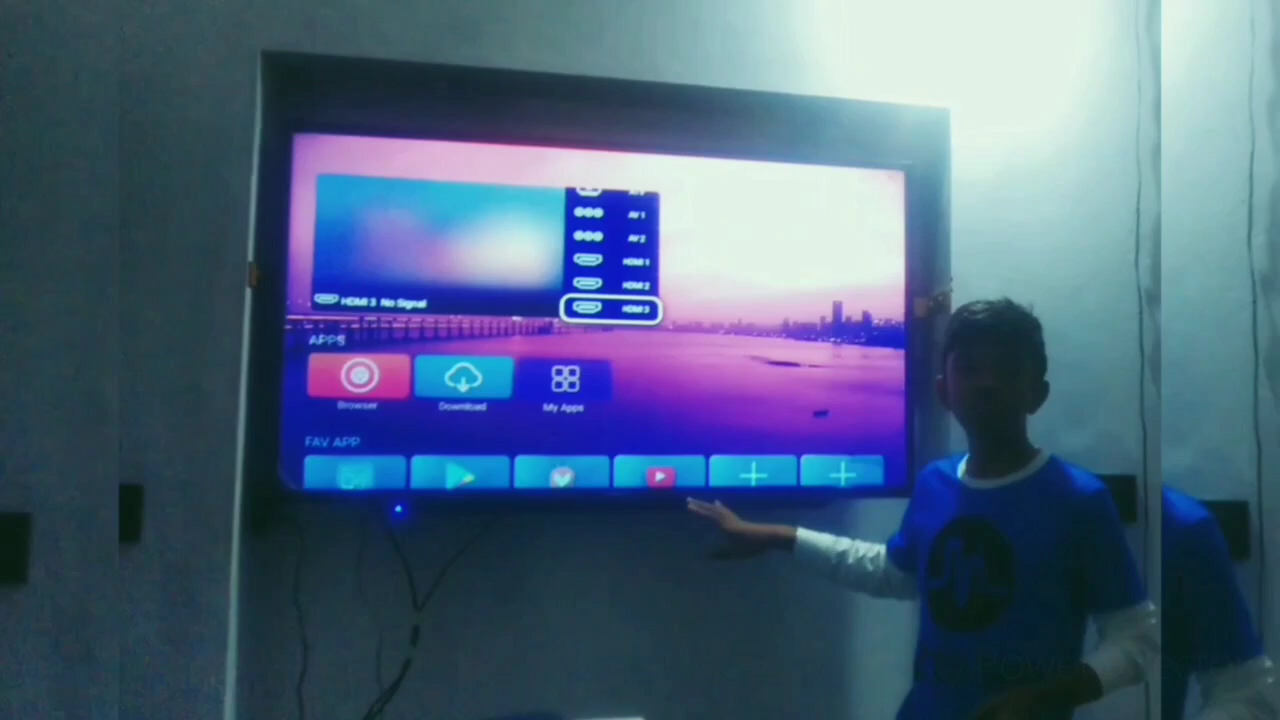 AV 1
AV 2
HDMI 1
HDMI 2
HDMI 3
HDMI 3 No Signal
APPS
Browser
Download
My Apps
FAV APP